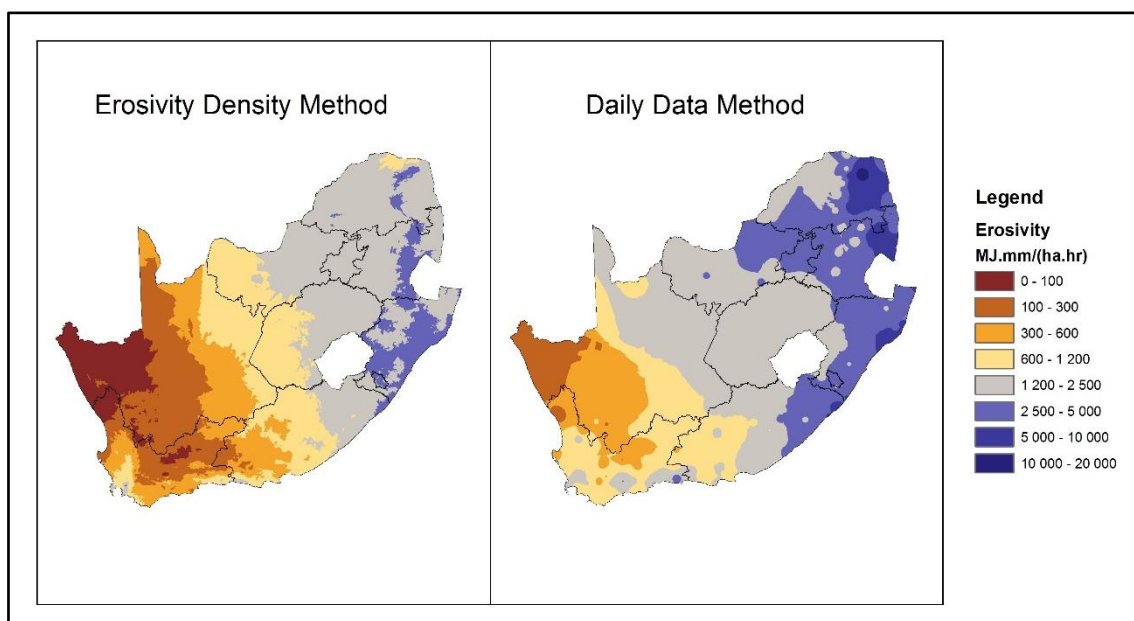 Erosivity Density Method
Daily Data Method
Legend
Erosivity
MJ.mm/(ha.hr)
0 - 100
100 - 300
300 - 600
600 - 1 200
1 200 - 2 500
2 500 - 5 000
5 000 - 10 000
10 000 - 20 000